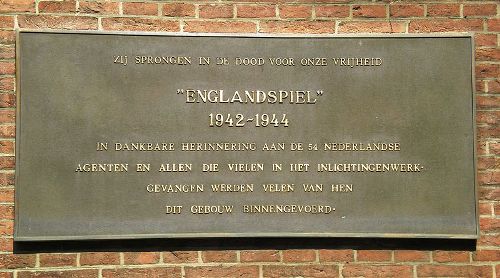 ZIJ SPRONGEN IN DE DOOD VOOR ONZE VRIJHEID
"ENGLANDSPIEL"
1942-1944
IN DANKBARE HERINNERING AAN DE 54 NEDERLANDSE
AGENTEN EN ALLEN DIE VIELEN IN HET INLICHTINGENWERK.
GEVANGEN WERDEN VELEN VAN HEN
DIT GEBOUW BINNENGEVOERD.